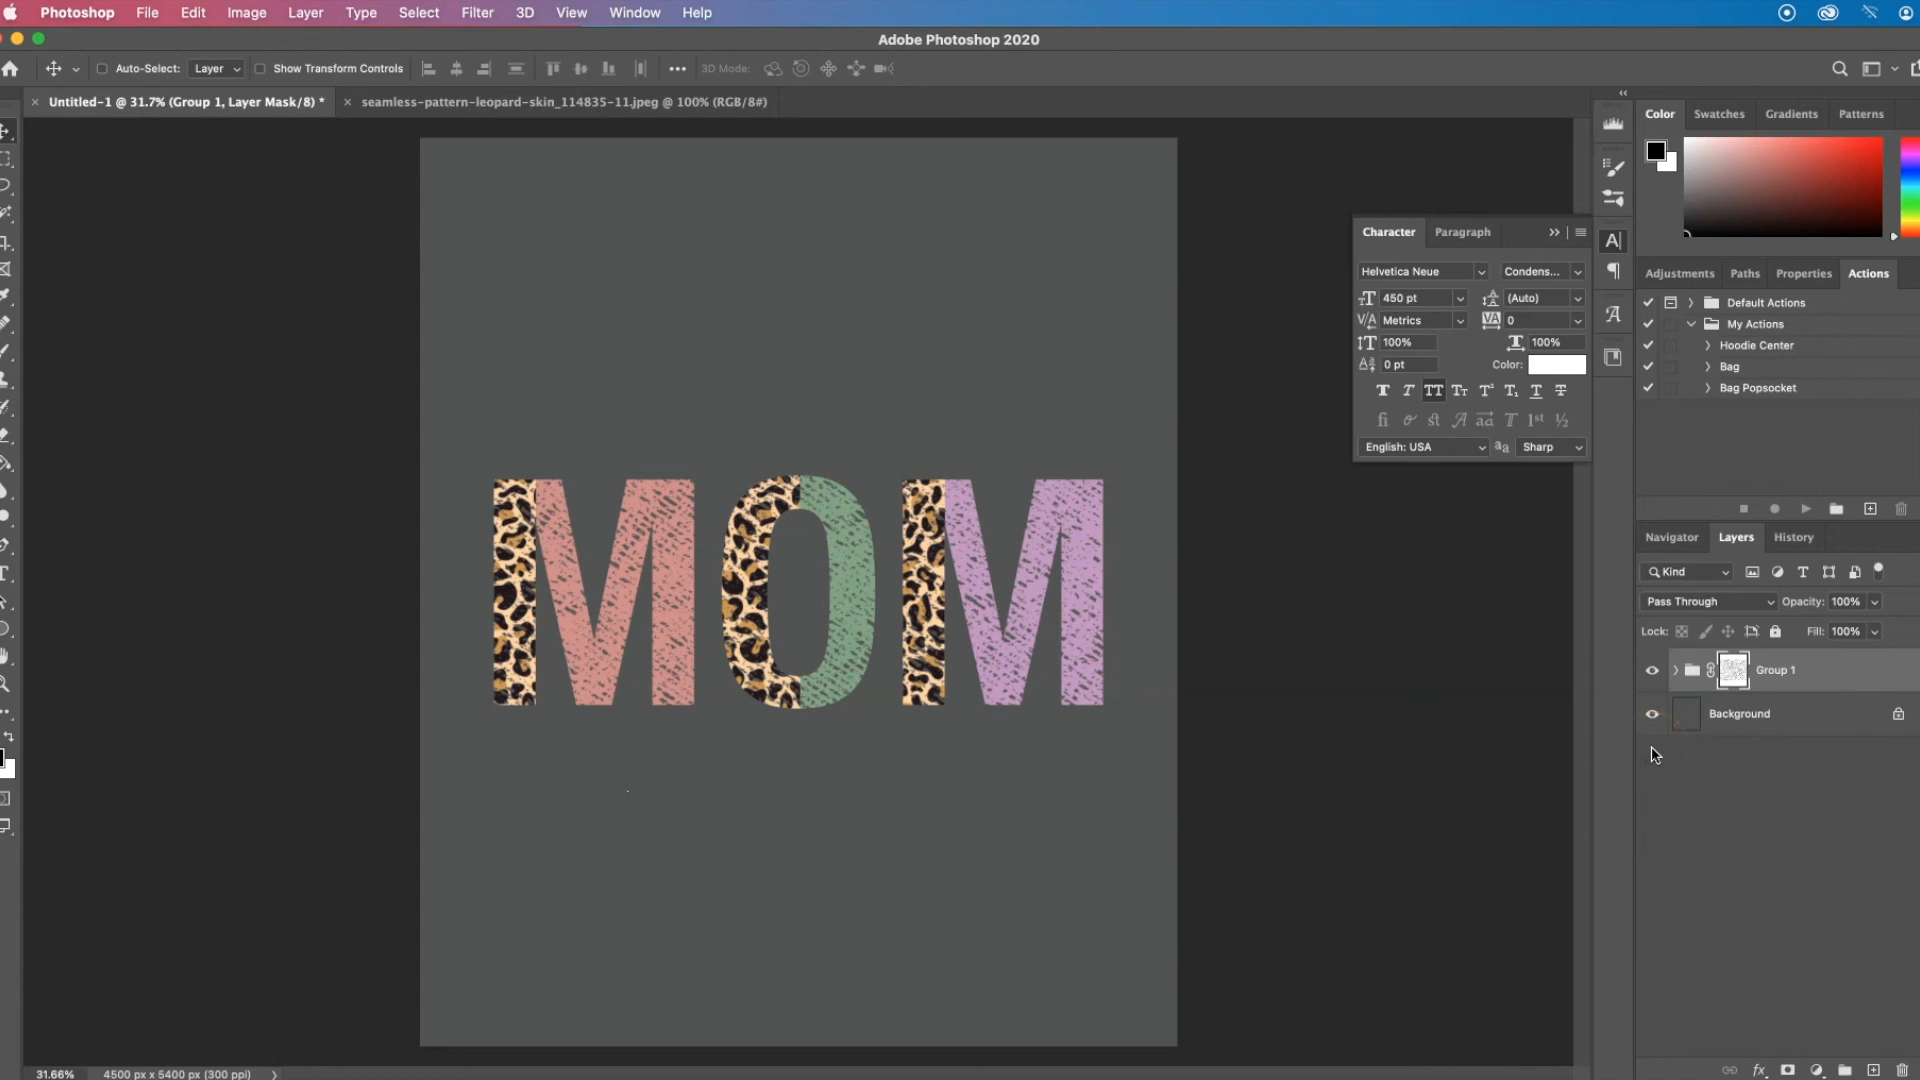 Photoshop File Edit Image Layer Type Select Filter 3D View Window Help
Adobe Photoshop 2020
Auto-Select: Layer Show Transform Controls 3D Mode:
Untitled-1 @ 31.7% (Group 1, Layer Mask/8) * seamless-pattern-leopard-skin_114835-11.jpeg @ 100% (RGB/8#)
Color Swatches Gradients Patterns
Character Paragraph
Helvetica Neue Condens...
450 pt (Auto)
Metrics 0
100% 100%
0 pt Color:
English: USA Sharp
Adjustments Paths Properties Actions
Default Actions
My Actions
Hoodie Center
Bag
Bag Popsocket
MOM
Navigator Layers History
Kind
Pass Through Opacity: 100%
Lock: Fill: 100%
Group 1
Background
31.66% 4500 px x 5400 px (300 ppi)